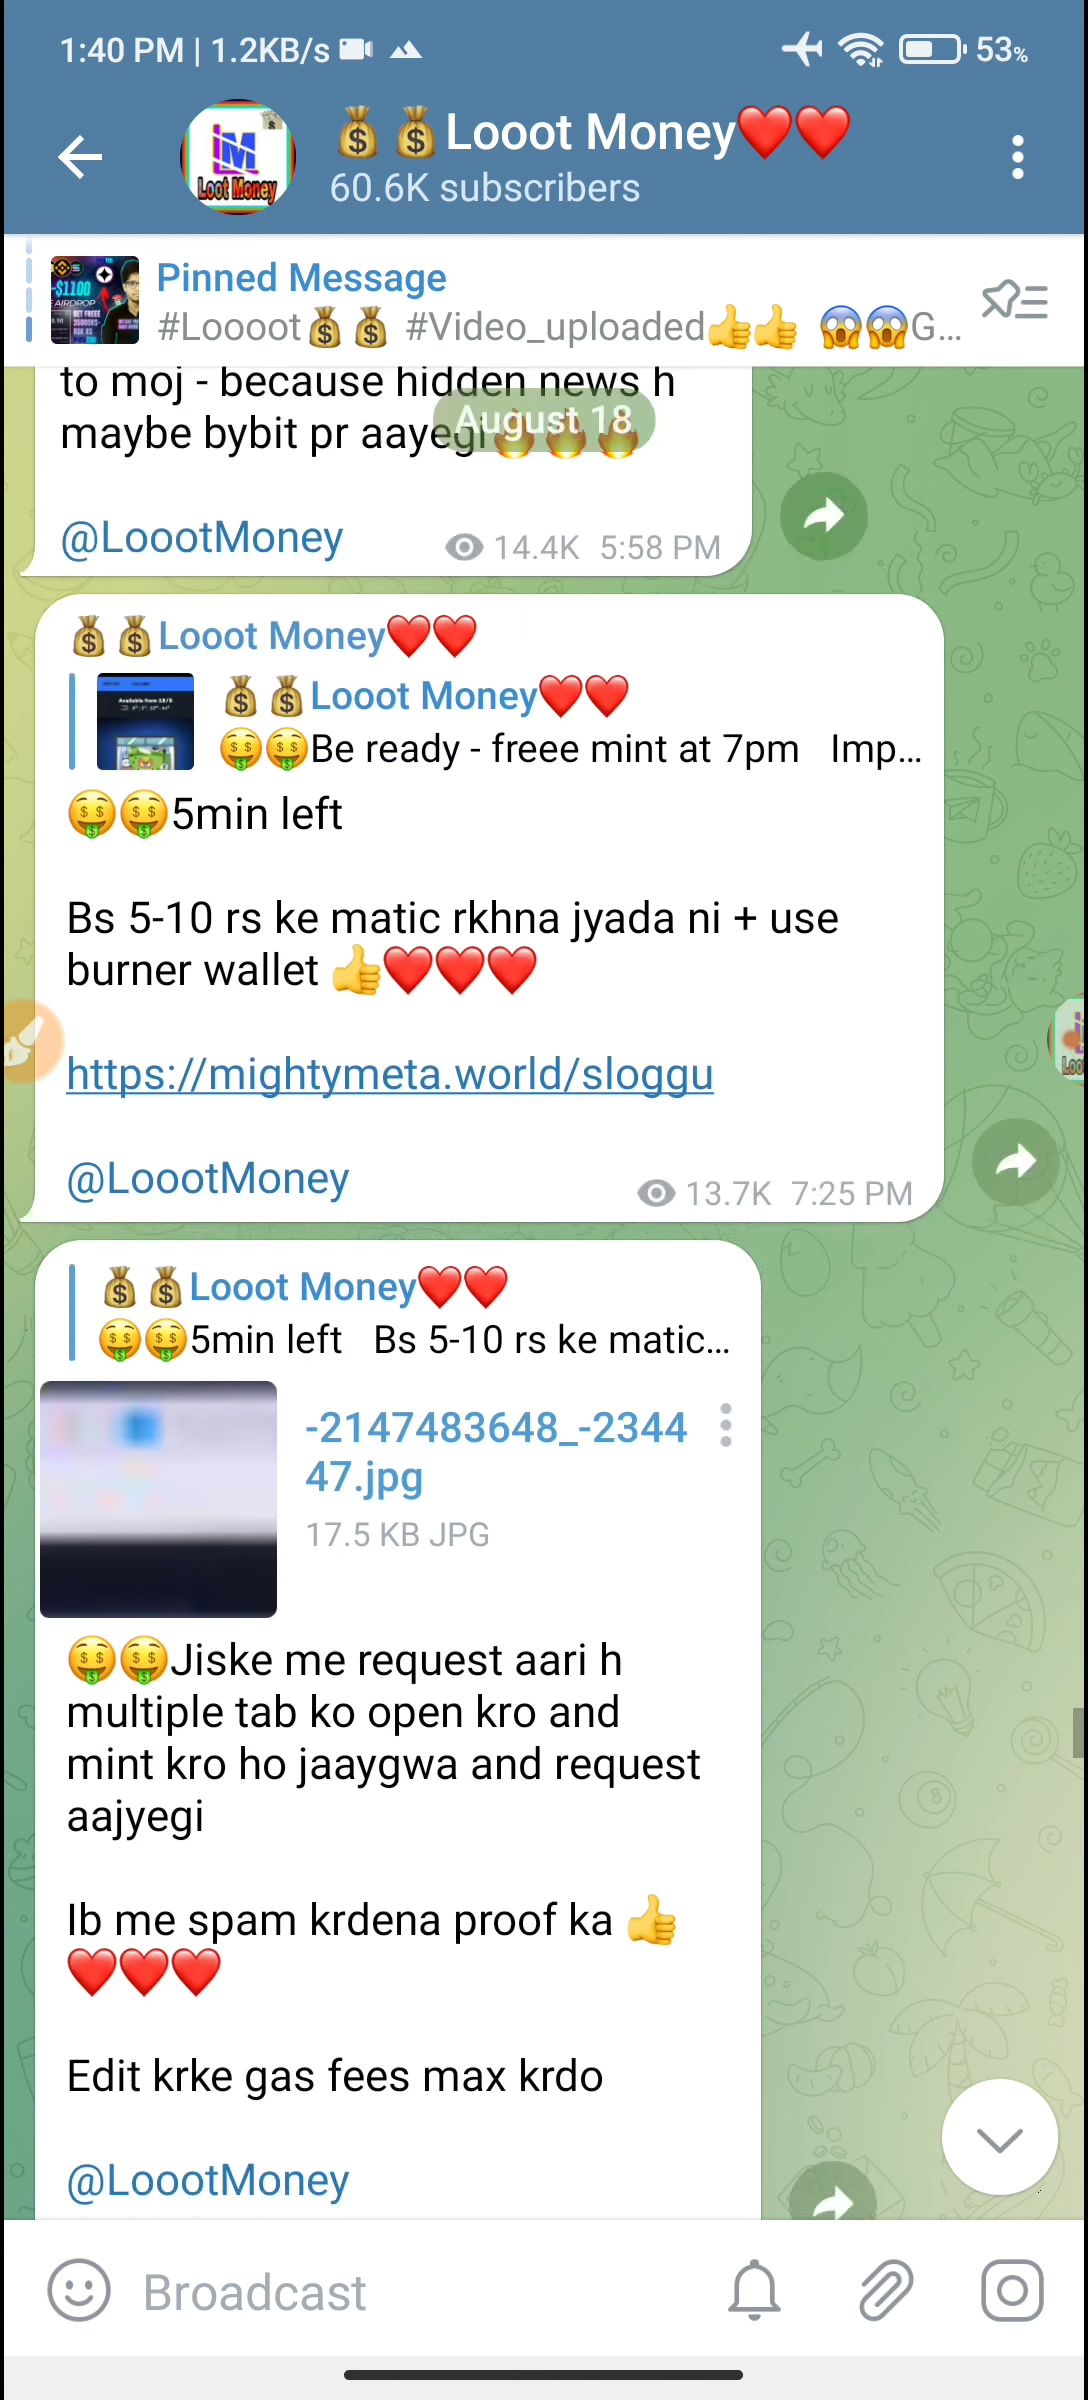 1:40 PM | 1.2KB/s
53%
💰💰Looot Money❤️❤️
60.6K subscribers
Loot Money
-$1100
AIRDROP
Pinned Message
#Loooot💰💰 #Video_uploaded👍👍 😱😱G...
to moj - because hidden news h
August 18
maybe bybit pr aayegi🔥🔥🔥
@LoootMoney
14.4K 5:58 PM
💰💰Looot Money❤️❤️
💰💰Looot Money❤️❤️
🤑🤑Be ready - freee mint at 7pm Imp...
🤑🤑5min left
Bs 5-10 rs ke matic rkhna jyada ni + use
burner wallet 👍❤️❤️❤️
https://mightymeta.world/sloggu
@LoootMoney
13.7K 7:25 PM
💰💰Looot Money❤️❤️
🤑🤑5min left Bs 5-10 rs ke matic...
-2147483648_-2344
47.jpg
17.5 KB JPG
🤑🤑Jiske me request aari h
multiple tab ko open kro and
mint kro ho jaaygwa and request
aajyegi
Ib me spam krdena proof ka 👍
❤️❤️❤️
Edit krke gas fees max krdo
@LoootMoney
Broadcast